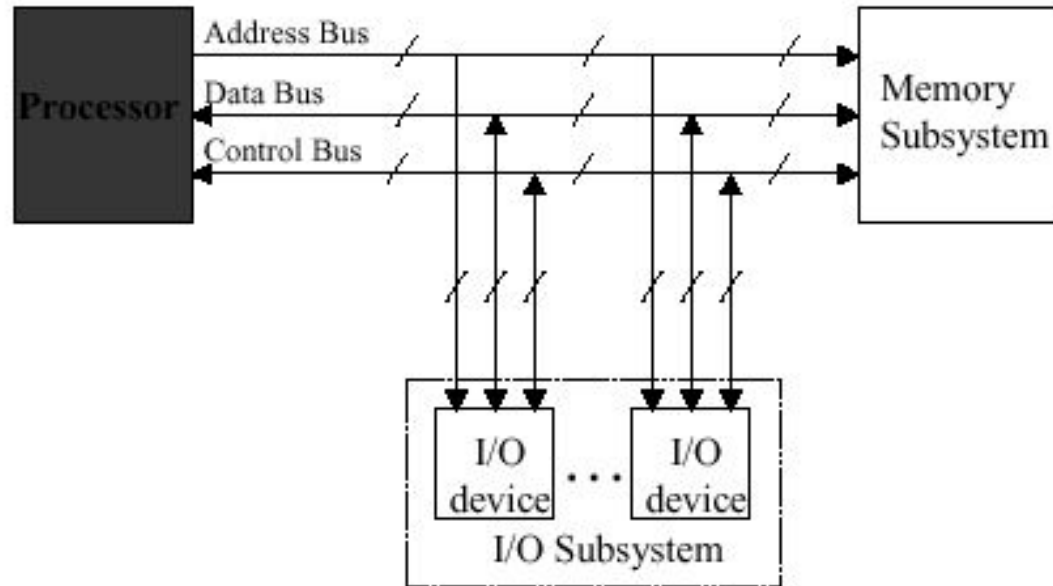 Address Bus
Processor
Data Bus
Control Bus
Memory
Subsystem
I/O
device
...
I/O
device
I/O Subsystem